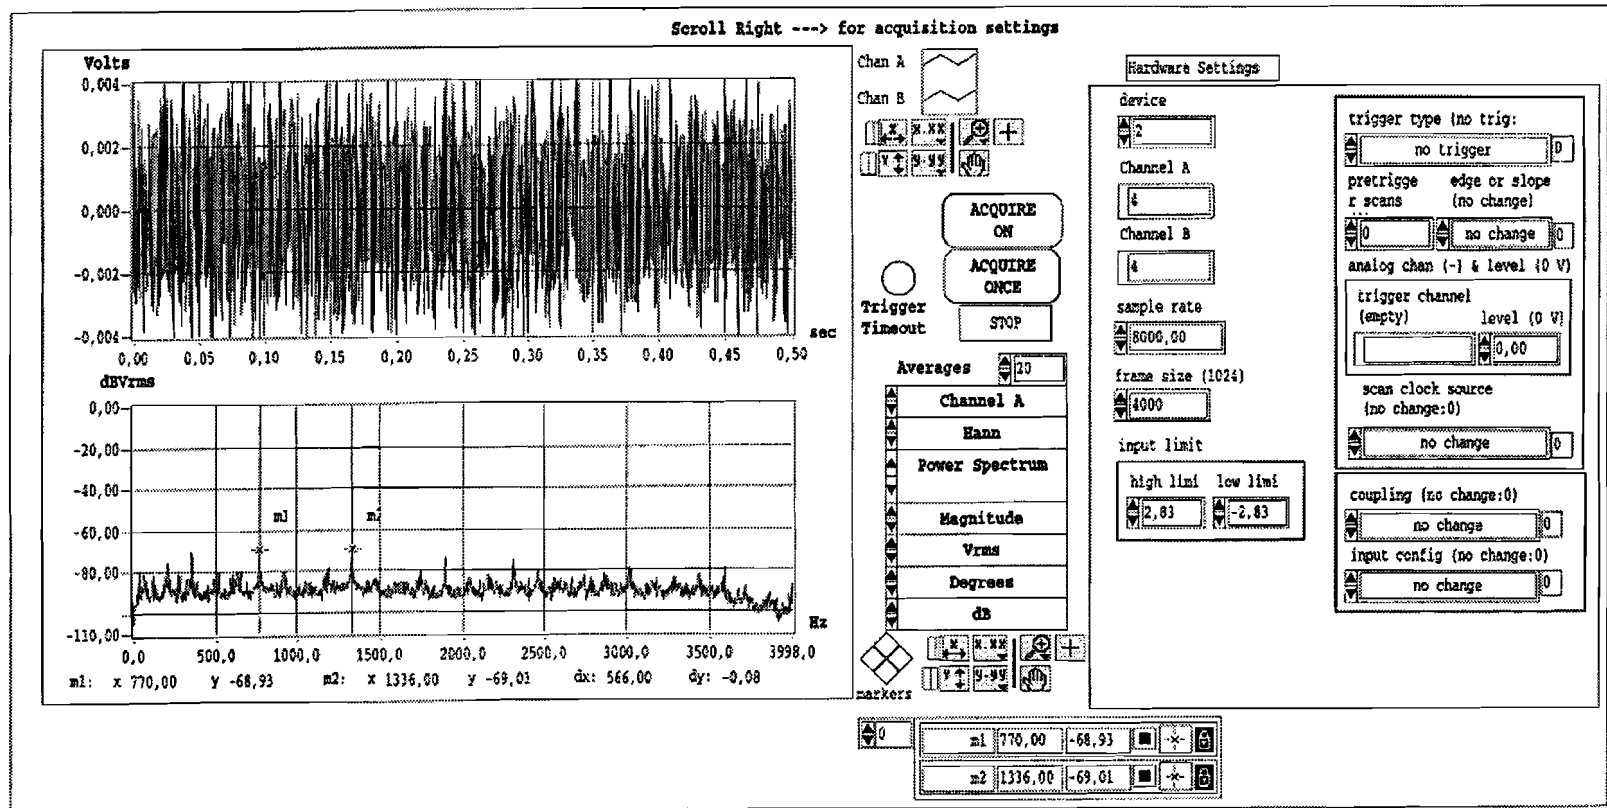 Scroll Right ---> for acquisition settings
Volts
0,004
0,002
0,000
-0,002
-0,004
sec
0,00 0,05 0,10 0,15 0,20 0,25 0,30 0,35 0,40 0,45 0,50
dBVrms
0,00
-20,00
-40,00
-60,00
-80,00
-110,00
m1 m2
Hz
0,0 500,0 1000,0 1500,0 2000,0 2500,0 3000,0 3500,0 3998,0
m1: x 770,00 y -68,93 m2: x 1336,00 y -69,01 dx: 566,00 dy: -0,08
Chan A
Chan B
x x.xx
y y.yy
ACQUIRE
ON
ACQUIRE
ONCE
Trigger
Timeout
STOP
Averages 20
Channel A
Hann
Power Spectrum
Magnitude
Vrms
Degrees
dB
x x.xx
y y.yy
markers
0
m1 770,00 -68,93
m2 1336,00 -69,01
Hardware Settings
device
2
Channel A
4
Channel B
4
sample rate
8000,00
frame size (1024)
4000
input limit
high limi low limi
2,83 -2,83
trigger type (no trig:
no trigger 0
pretrigge
r scans
edge or slope
(no change)
0 no change 0
analog chan (-) & level (0 V)
trigger channel
(empty)
level (0 V)
0,00
scan clock source
(no change:0)
no change 0
coupling (no change:0)
no change 0
input config (no change:0)
no change 0